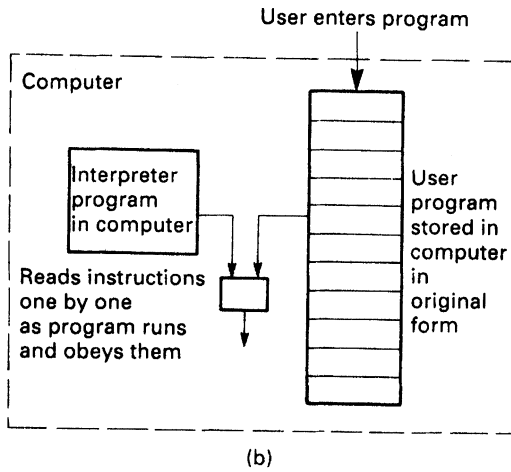 User enters program
Computer
Interpreter
program
in computer
Reads instructions
one by one
as program runs
and obeys them
User
program
stored in
computer
in
original
form
(b)